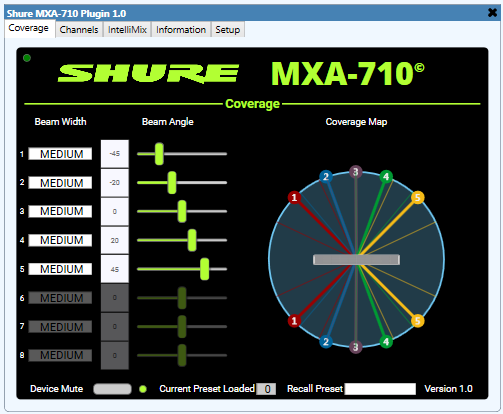 Shure MXA-710 Plugin 1.0
Coverage Channels IntelliMix Information Setup
SHURE MXA-710©
Coverage
Beam Width Beam Angle Coverage Map
1 MEDIUM -45
2 MEDIUM -20
3 MEDIUM 0
4 MEDIUM 20
5 MEDIUM 45
6 MEDIUM 0
7 MEDIUM 0
8 MEDIUM 0
1 2 3 4 5
1 2 3 4 5
Device Mute Current Preset Loaded 0 Recall Preset Version 1.0